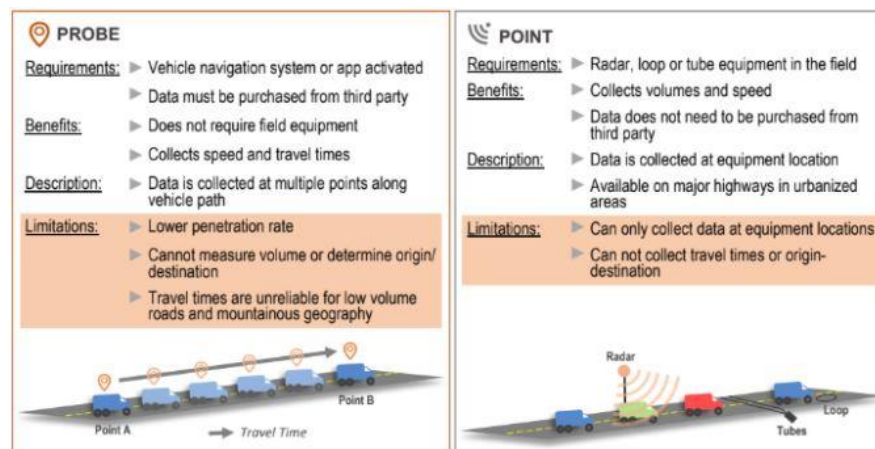 PROBE
Requirements: Vehicle navigation system or app activated
Data must be purchased from third party
Benefits: Does not require field equipment
Collects speed and travel times
Description: Data is collected at multiple points along
vehicle path
Limitations: Lower penetration rate
Cannot measure volume or determine origin/
destination
Travel times are unreliable for low volume
roads and mountainous geography
Point A
Point B
Travel Time
POINT
Requirements: Radar, loop or tube equipment in the field
Benefits: Collects volumes and speed
Data does not need to be purchased from
third party
Description: Data is collected at equipment location
Available on major highways in urbanized
areas
Limitations: Can only collect data at equipment locations
Can not collect travel times or origin-
destination
Radar
Loop
Tubes